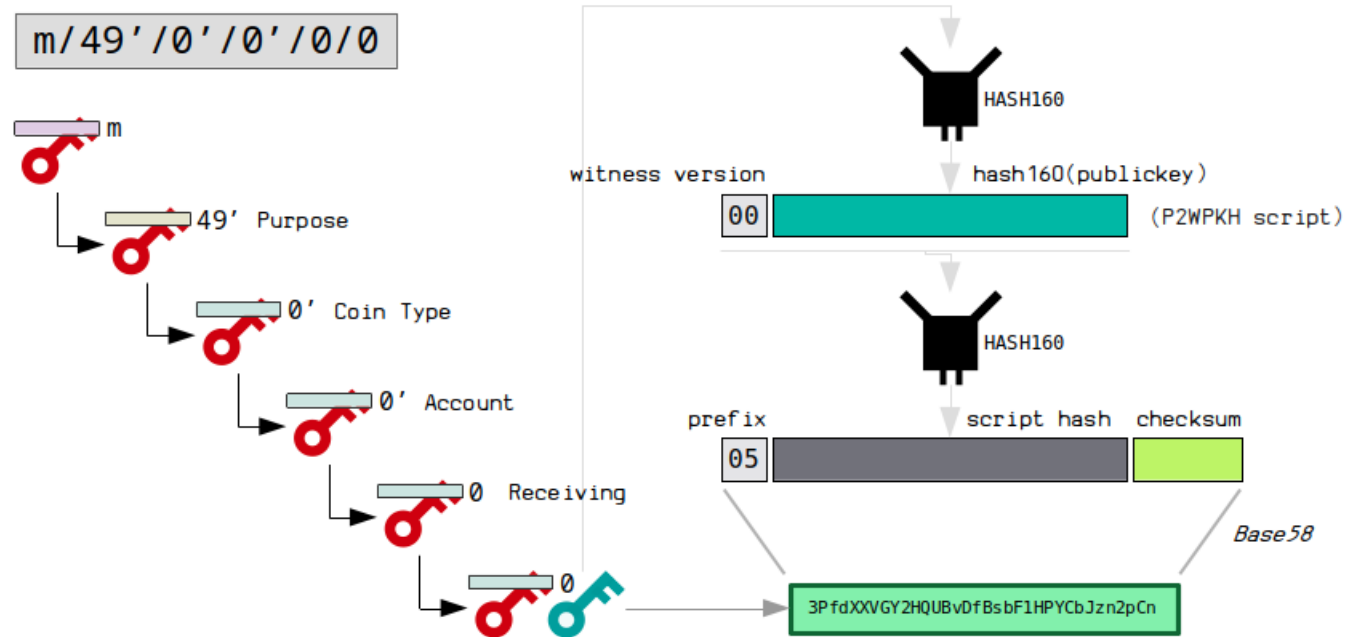 m/49’/0’/0’/0/0
m
49’ Purpose
0’ Coin Type
0’ Account
0 Receiving
0
HASH160
witness version
hash160(publickey)
00
(P2WPKH script)
HASH160
prefix
script hash
checksum
05
Base58
3PfdXXVGY2HQUBvDfBsbF1HPYCbJzn2pCn